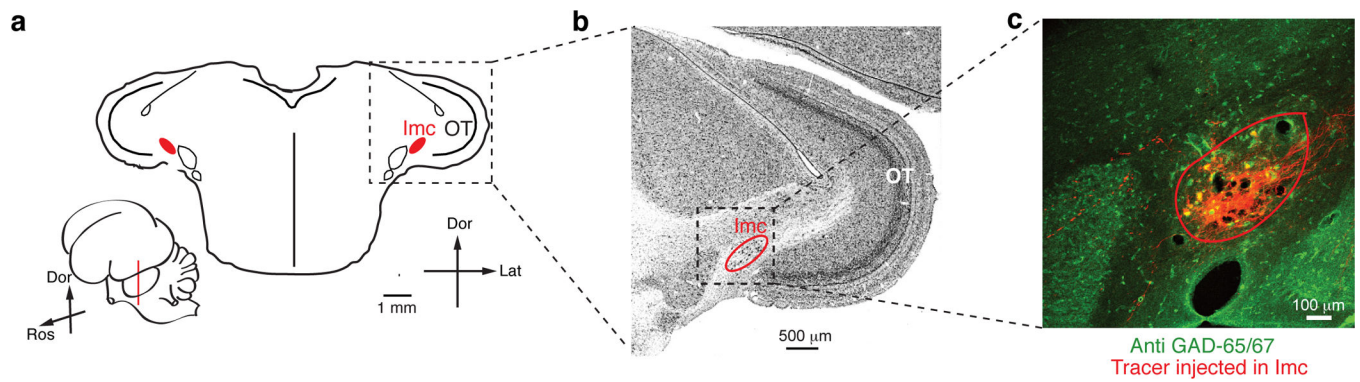 a
Imc OT
Dor
Ros
Dor
Lat
1 mm
b
OT
Imc
500 μm
c
100 μm
Anti GAD-65/67
Tracer injected in Imc